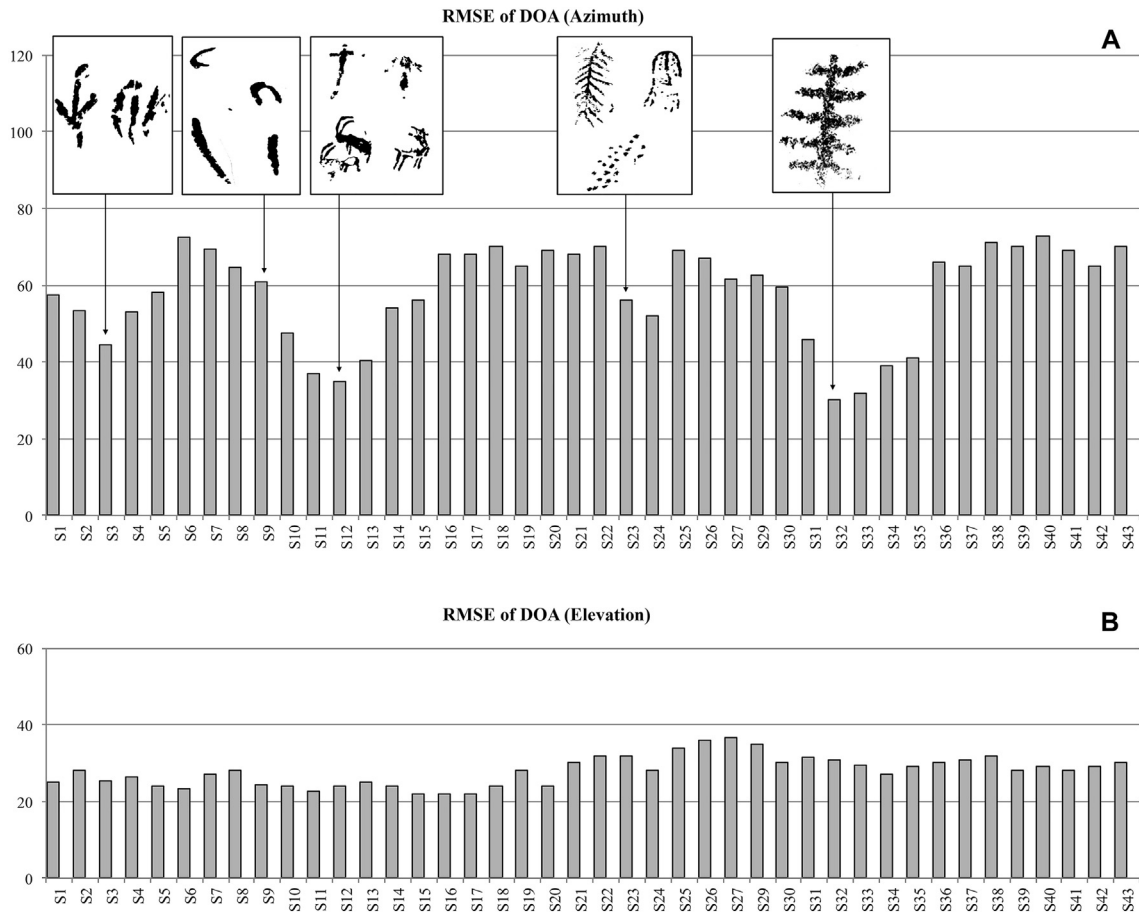 RMSE of DOA (Azimuth)
A
120
100
80
60
40
20
0
S1 S2 S3 S4 S5 S6 S7 S8 S9 S10 S11 S12 S13 S14 S15 S16 S17 S18 S19 S20 S21 S22 S23 S24 S25 S26 S27 S29 S30 S31 S32 S33 S34 S35 S36 S37 S38 S39 S40 S41 S42 S43
RMSE of DOA (Elevation)
B
60
40
20
0
S1 S2 S3 S4 S5 S6 S7 S8 S9 S10 S11 S12 S13 S14 S15 S16 S17 S18 S19 S20 S21 S22 S23 S24 S25 S26 S27 S29 S30 S31 S32 S33 S34 S35 S36 S37 S38 S39 S40 S41 S42 S43